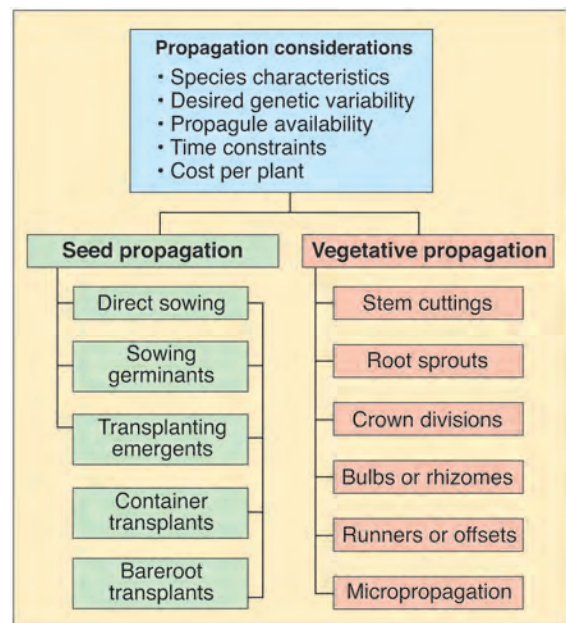 Propagation considerations
• Species characteristics
• Desired genetic variability
• Propagule availability
• Time constraints
• Cost per plant
Seed propagation
Direct sowing
Sowing
germinants
Transplanting
emergents
Container
transplants
Bareroot
transplants
Vegetative propagation
Stem cuttings
Root sprouts
Crown divisions
Bulbs or rhizomes
Runners or offsets
Micropropagation